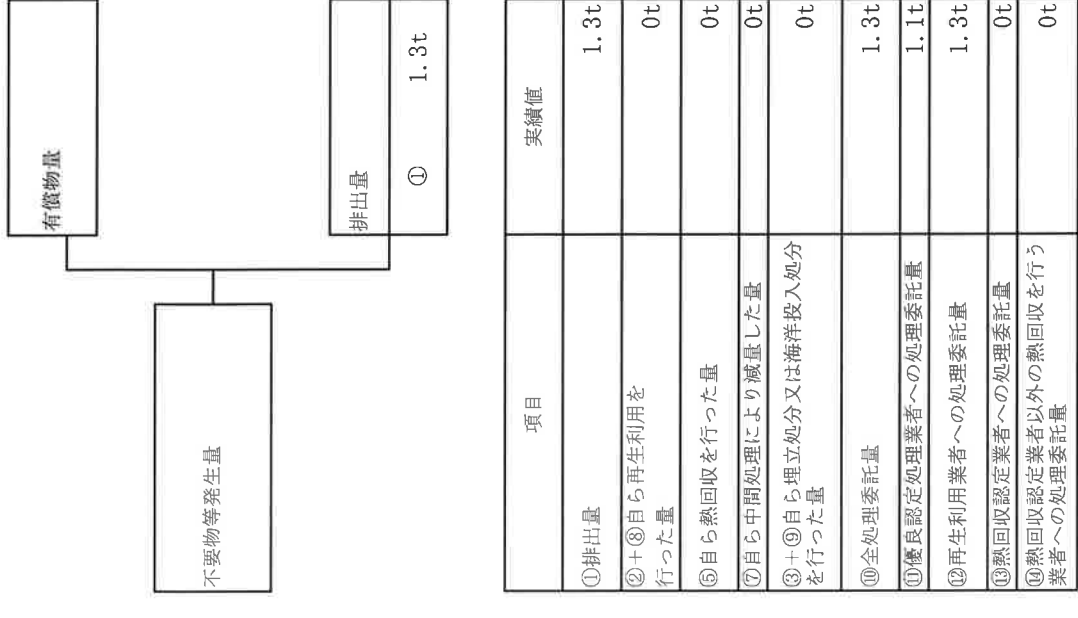 不要物等発生量
有償物量
排出量
① 1.3t
項目 実績値
①排出量 1.3t
②+⑧自ら再生利用を
行った量 0t
⑤自ら熱回収を行った量 0t
⑦自ら中間処理により減量した量 0t
③+⑨自ら埋立処分又は海洋投入処分
を行った量 0t
⑩全処理委託量 1.3t
⑪優良認定処理業者への処理委託量 1.1t
⑫再生利用業者への処理委託量 1.3t
⑬熱回収認定業者への処理委託量 0t
⑭熱回収認定業者以外の熱回収を行う
業者への処理委託量 0t